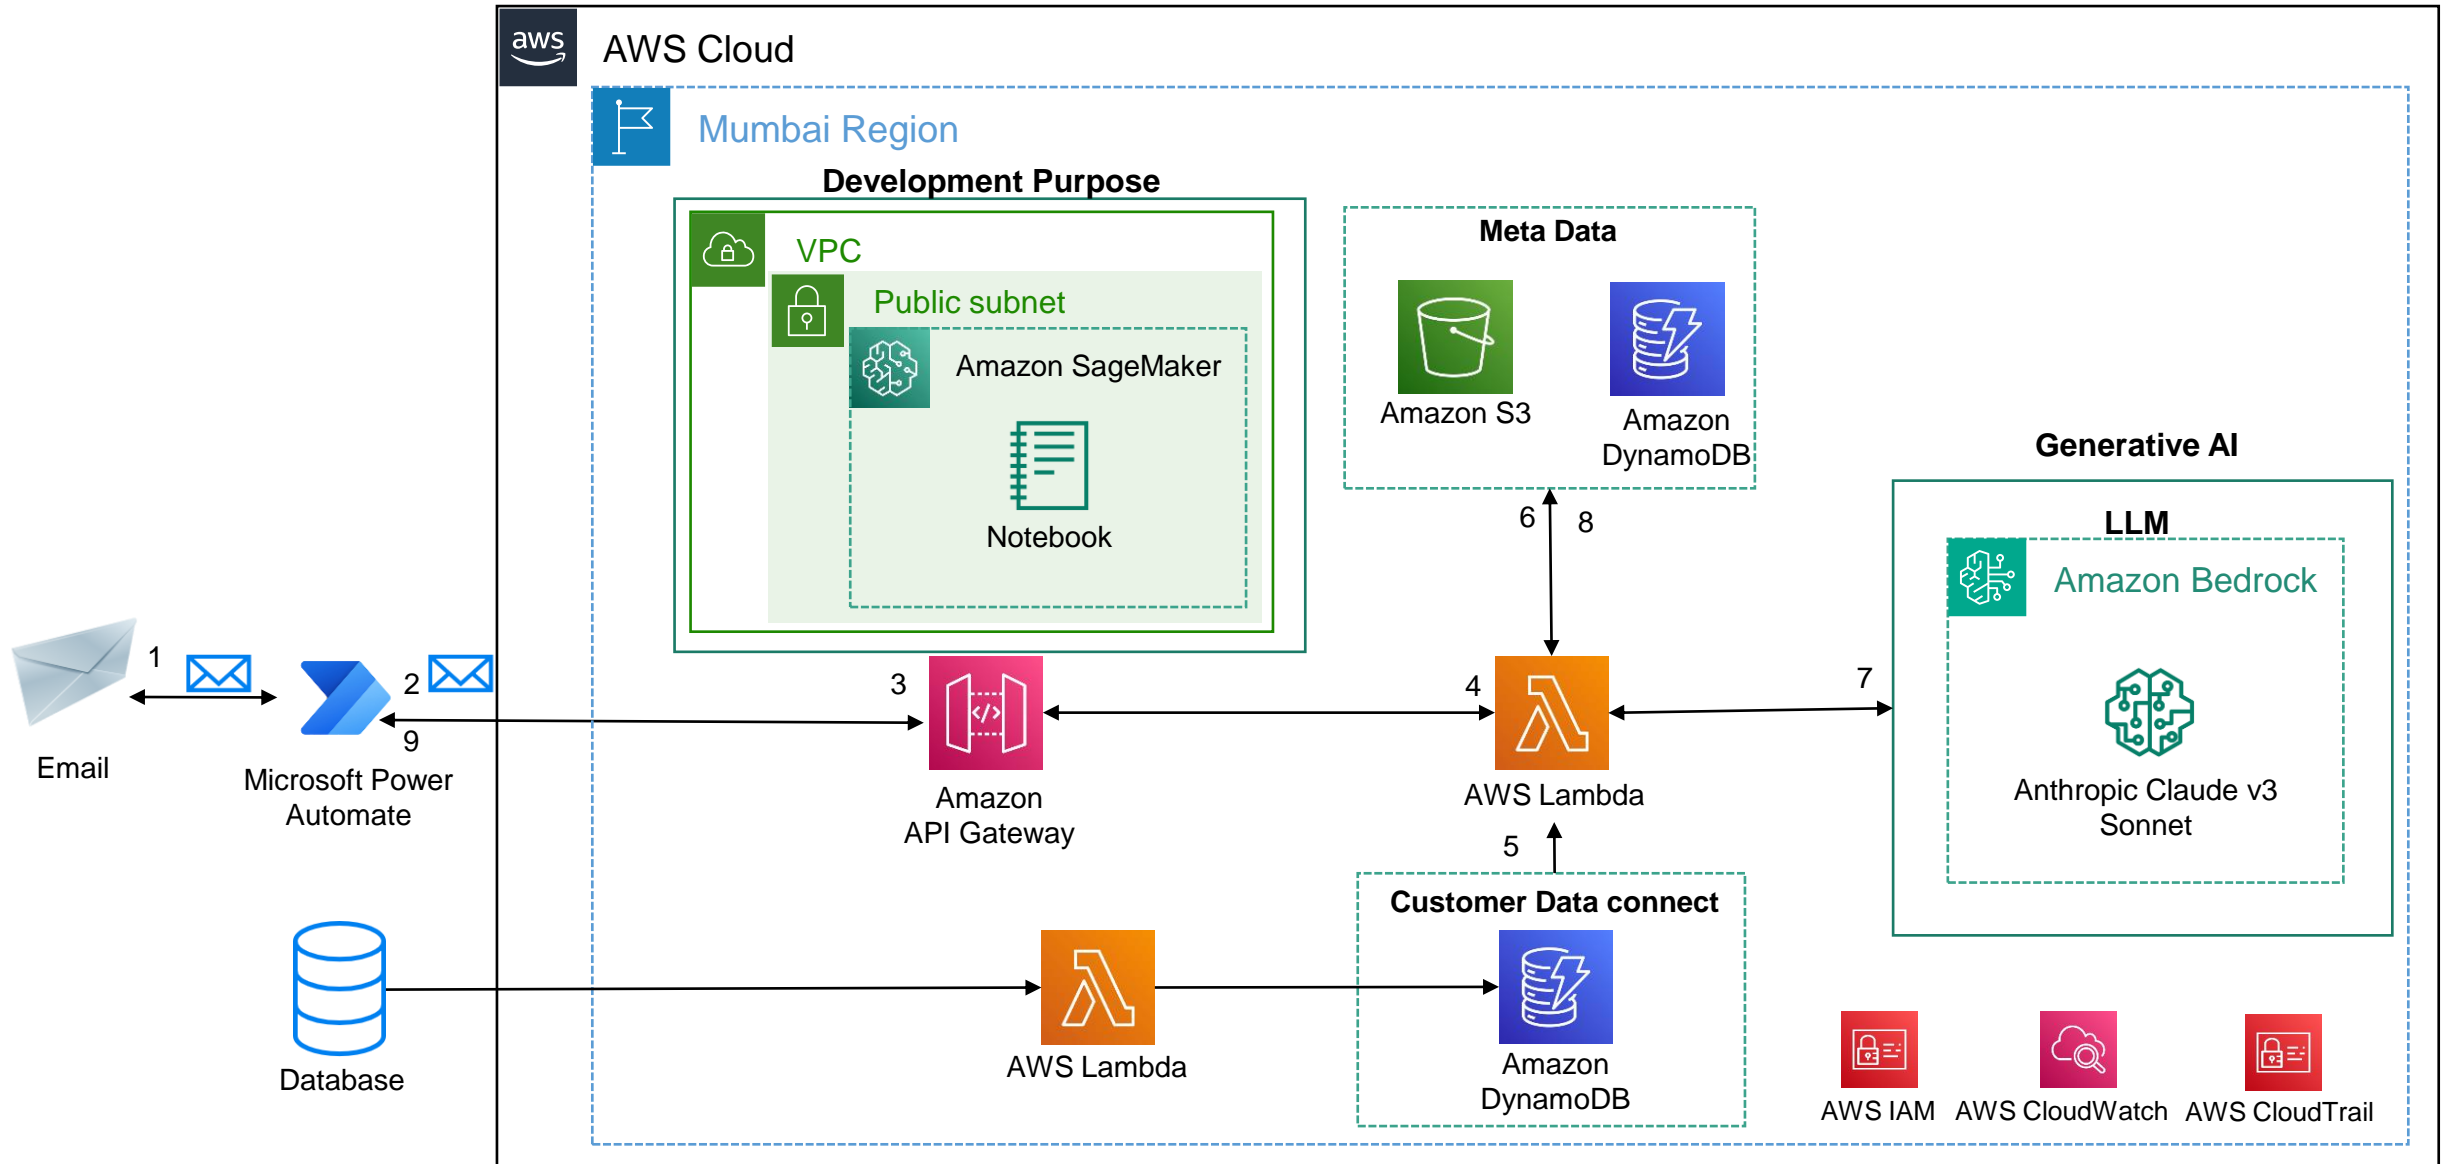 aws
AWS Cloud
Mumbai Region
Development Purpose
VPC
Public subnet
Amazon SageMaker
Notebook
Meta Data
Amazon S3
Amazon
DynamoDB
Generative AI
LLM
Amazon Bedrock
Anthropic Claude v3
Sonnet
6
8
1
2
3
4
7
9
Email
Microsoft Power
Automate
</>
Amazon
API Gateway
AWS Lambda
5
Customer Data connect
Database
AWS Lambda
Amazon
DynamoDB
AWS IAM
AWS CloudWatch
AWS CloudTrail